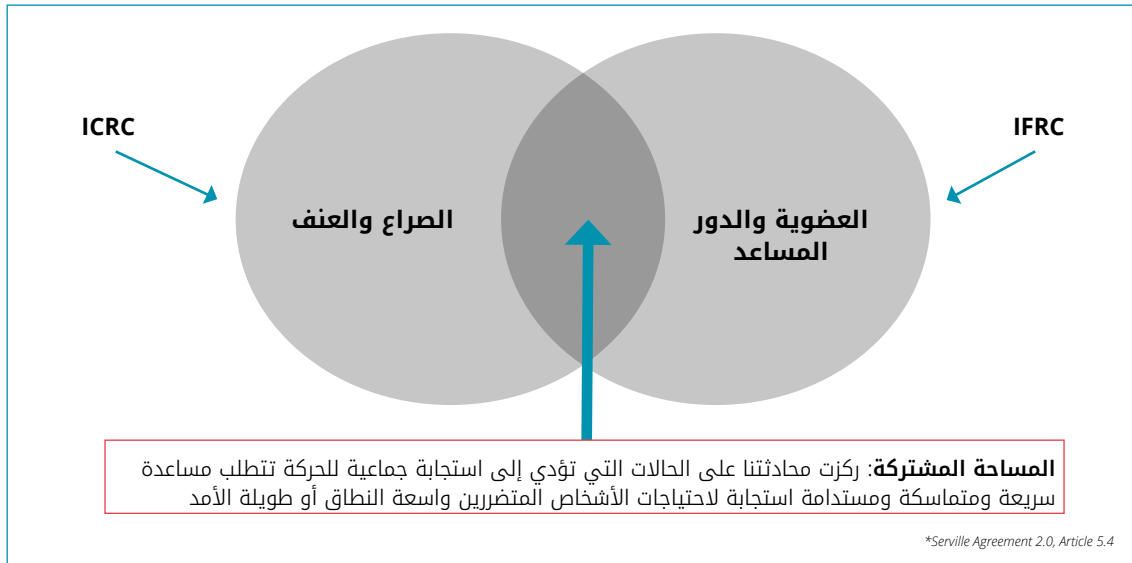 ICRC
IFRC
الصراع والعنف
العضوية والدور
المساعد
المساحة المشتركة: ركزت محادثتنا على الحالات التي تؤدي إلى استجابة جماعية للحركة تتطلب مساعدة
سريعة ومتماسكة ومستدامة استجابة لاحتياجات الأشخاص المتضررين واسعة النطاق أو طويلة الأمد
*Serville Agreement 2.0, Article 5.4